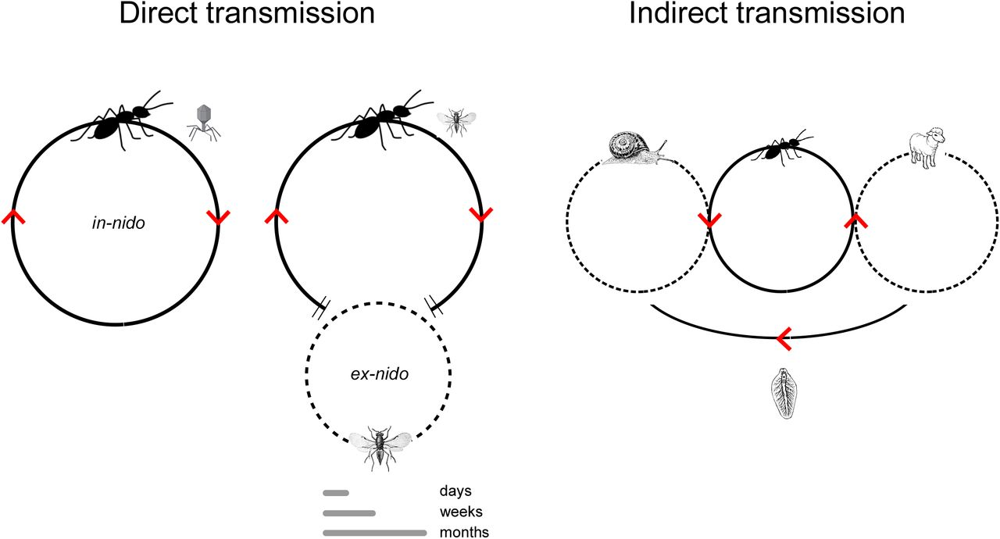 Direct transmission
Indirect transmission
in-nido
ex-nido
days
weeks
months